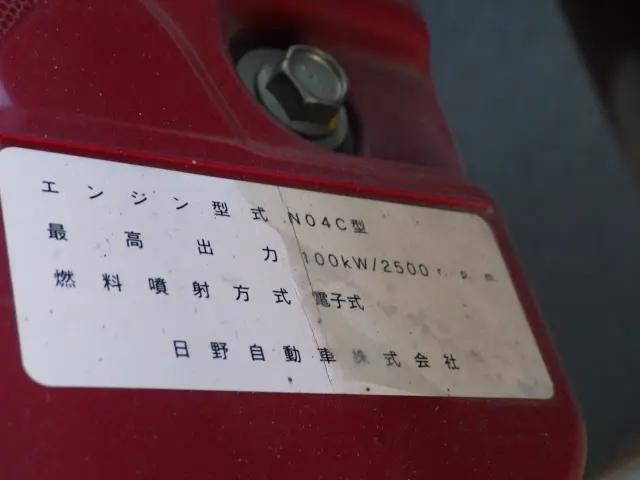 エンジン型式 N04C型
最高出力 100kW/2500 r.p.m
燃料噴射方式 電子式
日野自動車株式会社